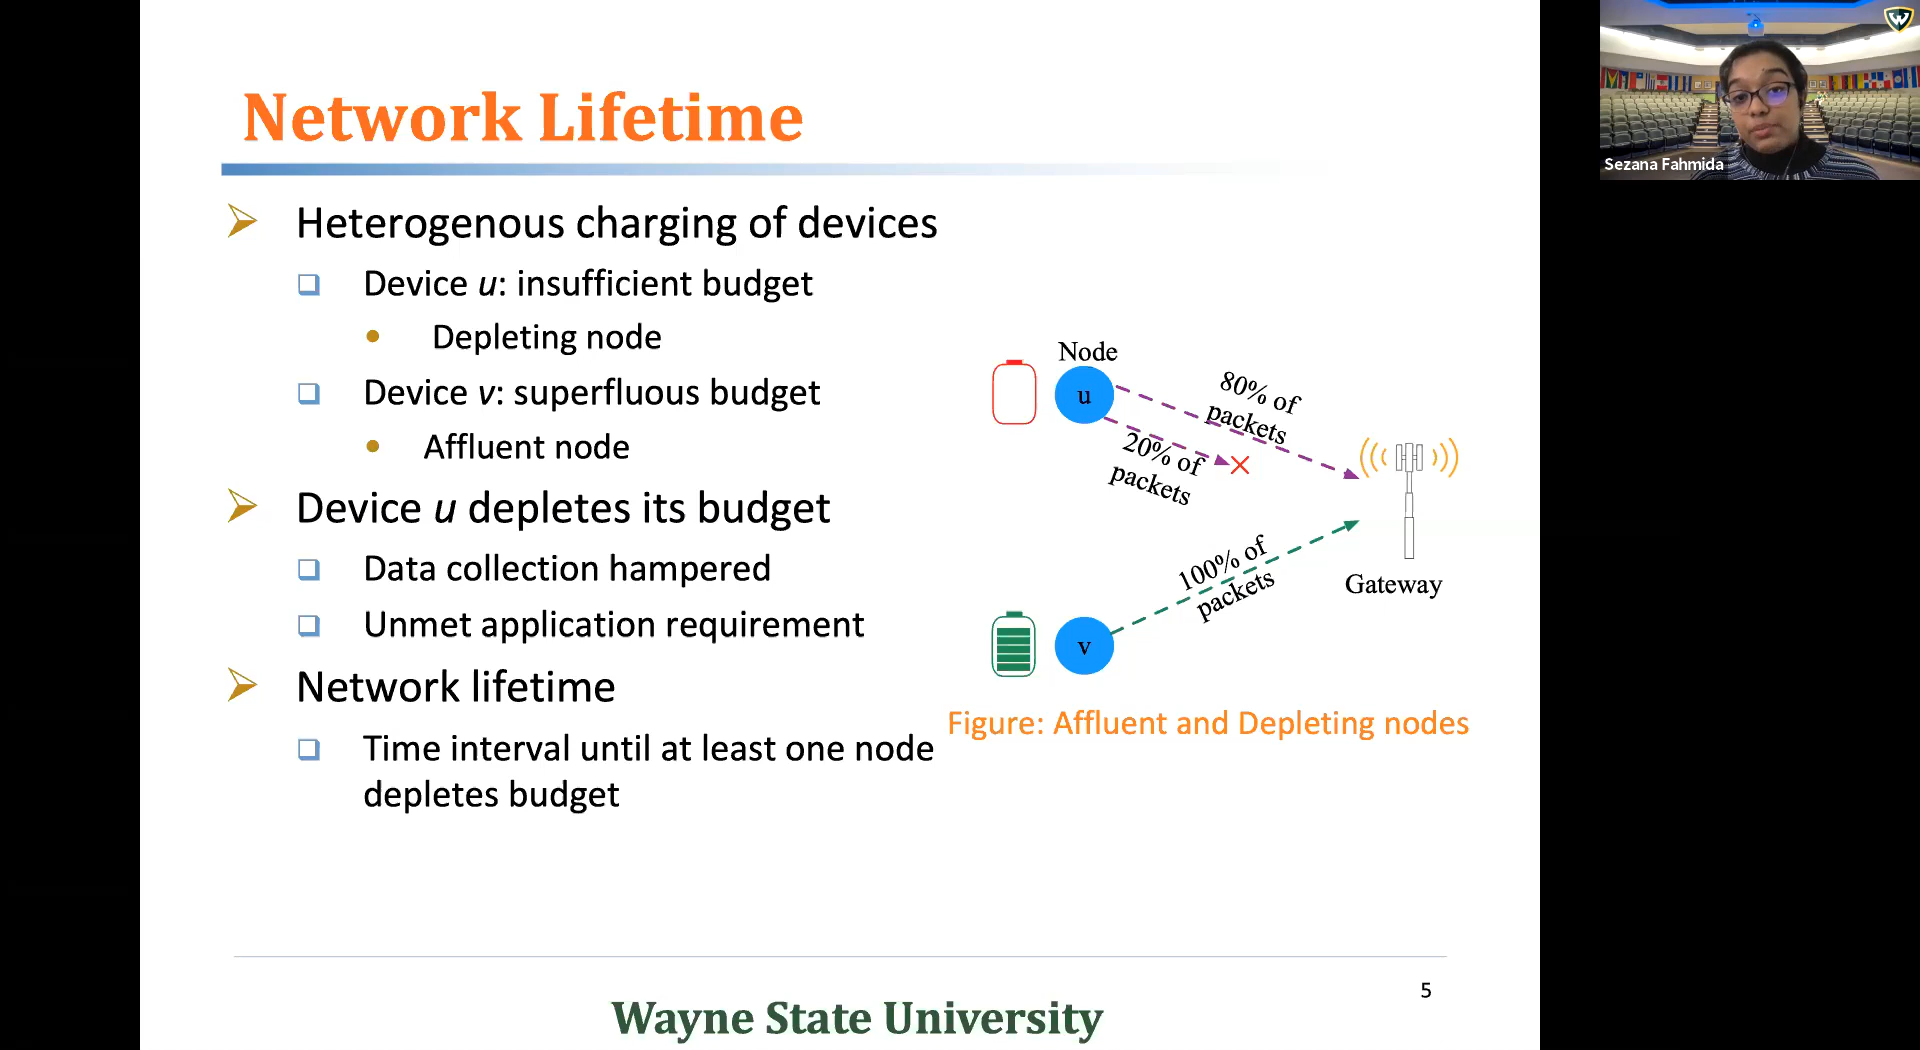 Network Lifetime
Heterogenous charging of devices
Device u: insufficient budget
Depleting node
Device v: superfluous budget
Affluent node
Device u depletes its budget
Data collection hampered
Unmet application requirement
Network lifetime
Time interval until at least one node
depletes budget
Node
u
80% of
packets
20% of
packets
100% of
packets
v
Gateway
Figure: Affluent and Depleting nodes
5
Wayne State University
Sezana Fahmida
W